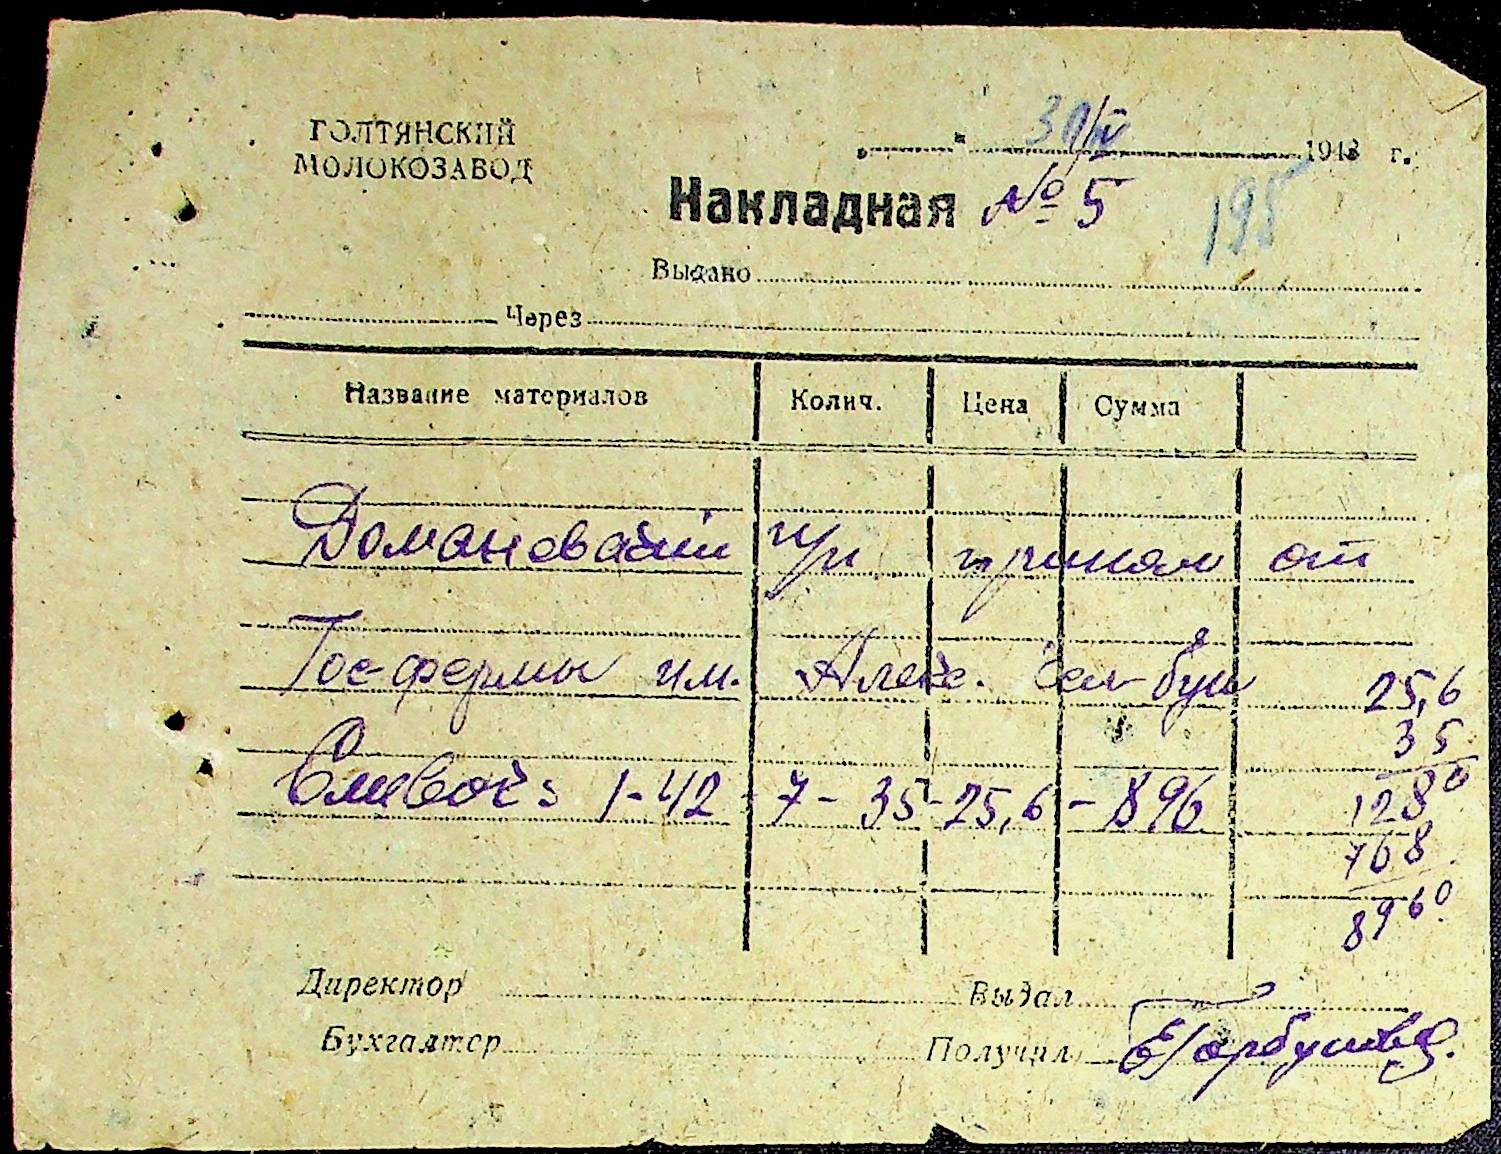 ГОЛТЯНСКИЙ
МОЛОКОЗАВОД
30/IV 1943 г.
Накладная № 5
195
Выдано
Через
Название материалов Колич. Цена Сумма
п/п принял от
Госфермы им. Алекс. 25,6
35
Сливок: 1-42 7- 35- 25,6 - 896
1280
768
8960
Директор Выдал
Бухгалтер Получил